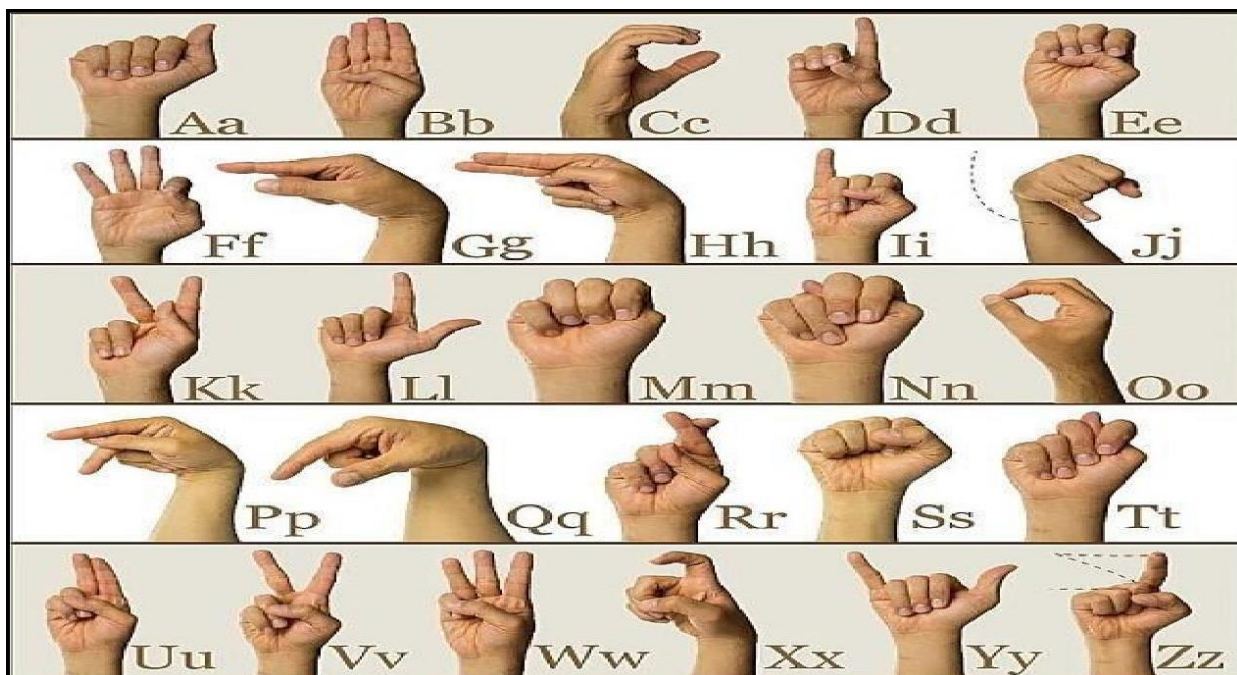 Aa Bb Cc Dd Ee
Ff Gg Hh Ii Jj
Kk Ll Mm Nn Oo
Pp Qq Rr Ss Tt
Uu Vv Ww Xx Yy Zz